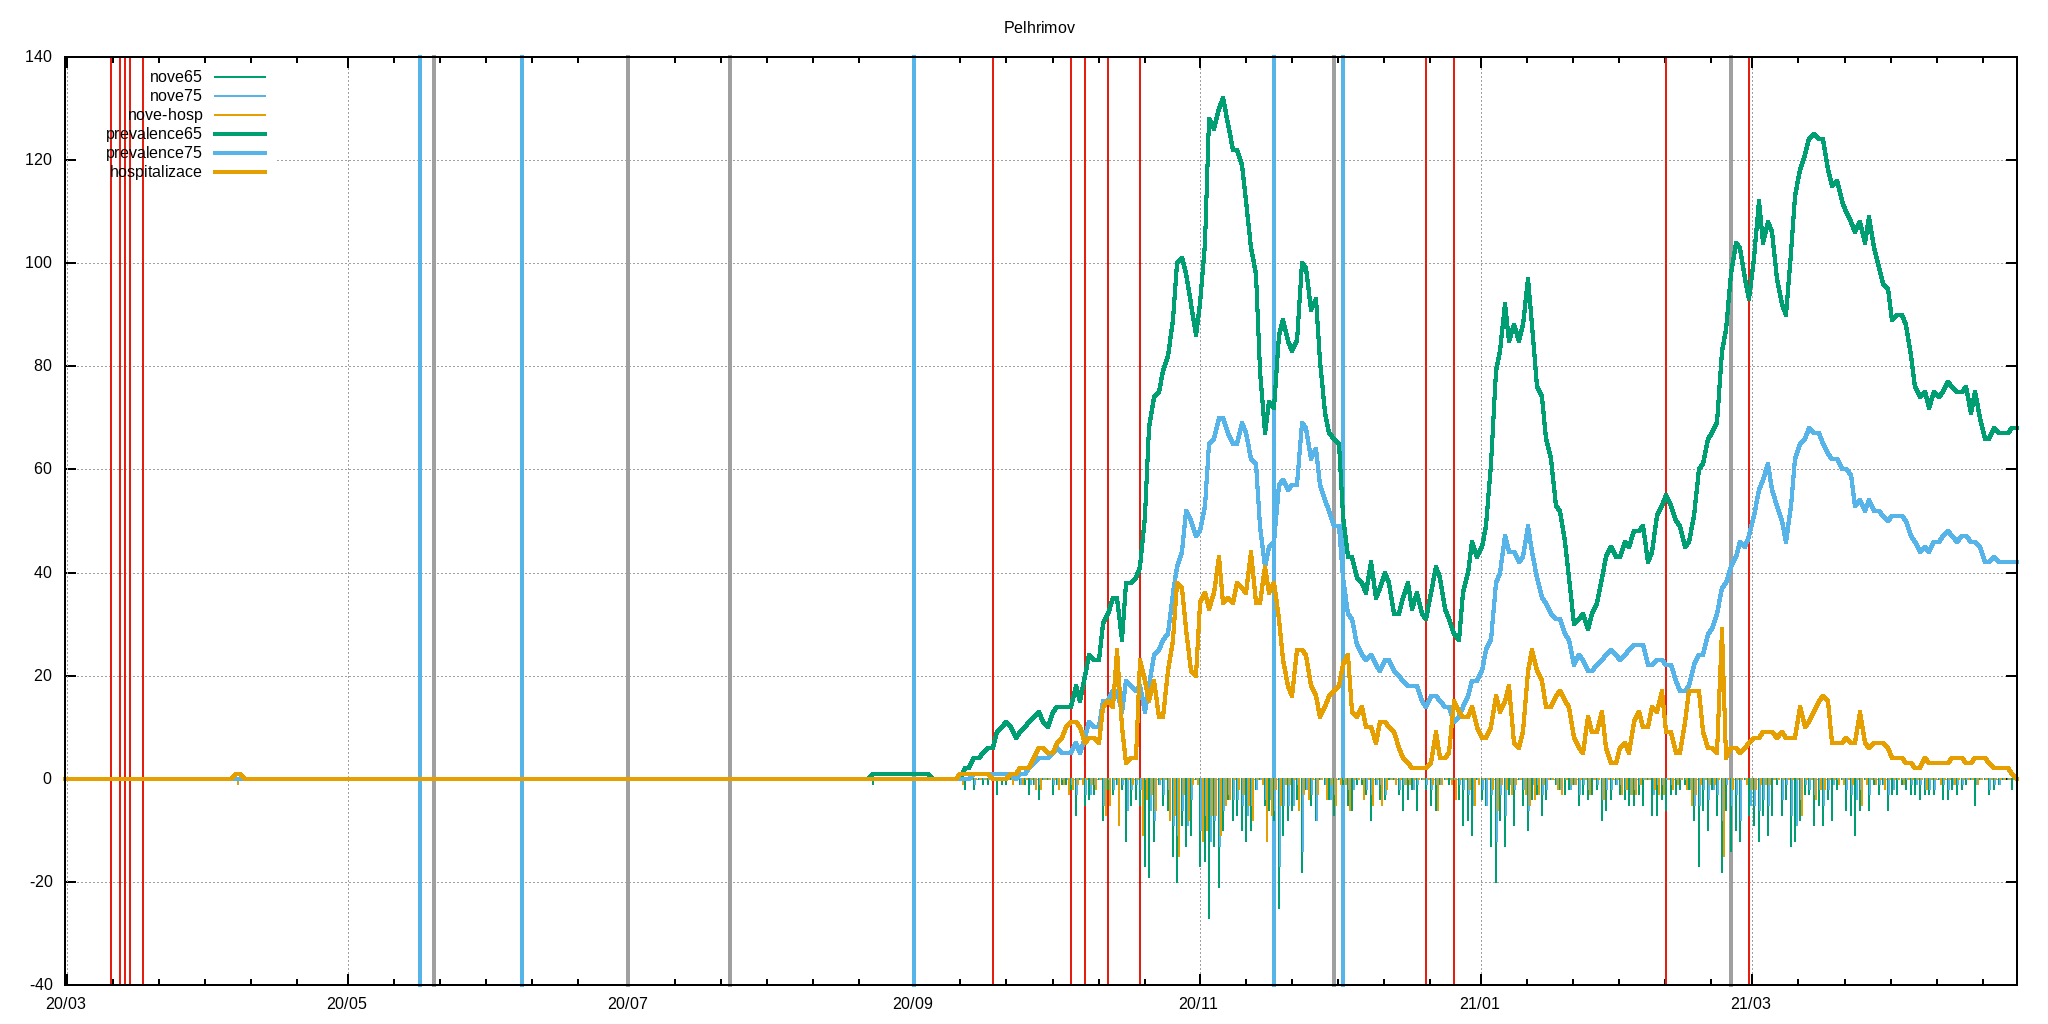 Pelhrimov
140
120
100
80
60
40
20
0
-20
-40
nove65
nove75
nove-hosp
prevalence65
prevalence75
hospitalizace
20/03 20/05 20/07 20/09 20/11 21/01 21/03